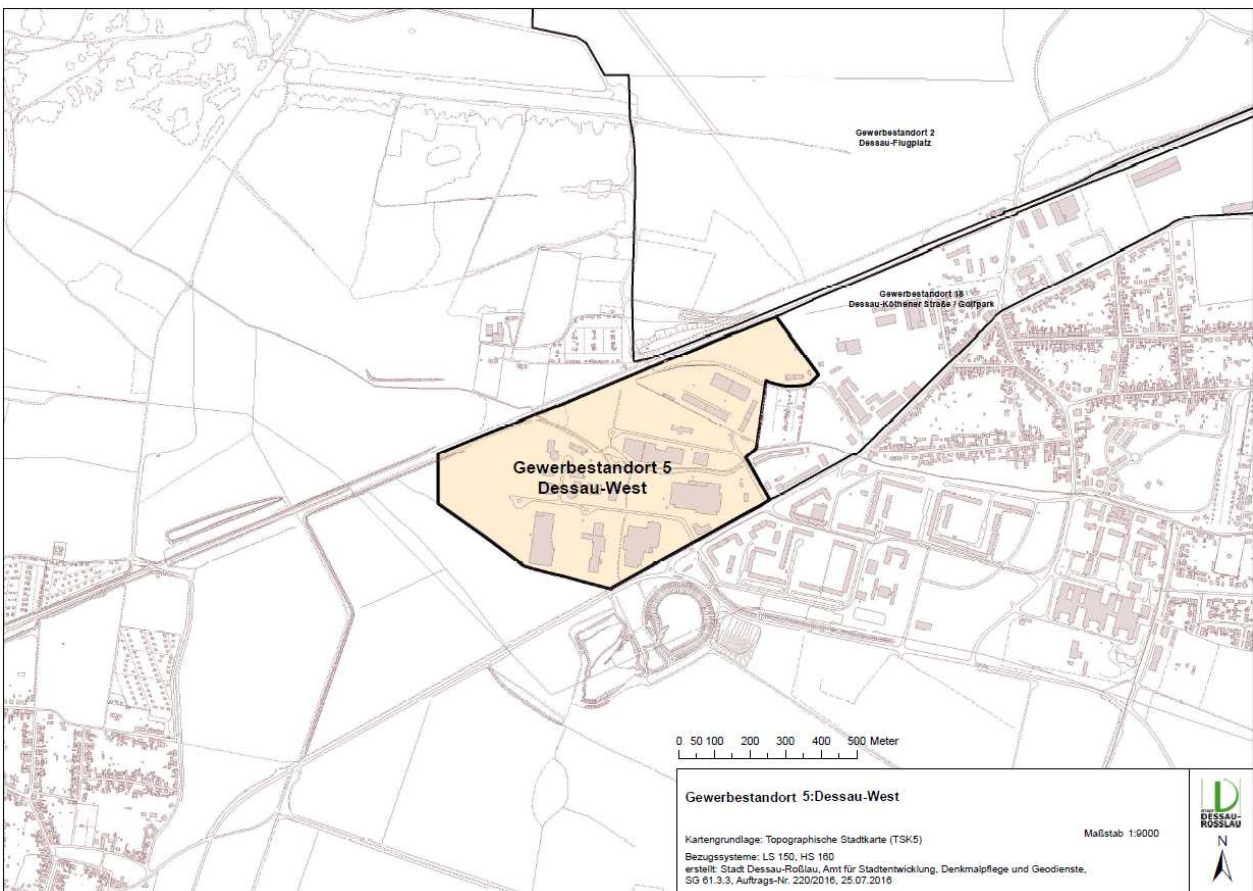 Gewerbestandort 2
Dessau-Flugplatz
Gewerbestandort 18
Dessau-Köthener Straße / Golfpark
Gewerbestandort 5
Dessau-West
0 50 100 200 300 400 500 Meter
Gewerbestandort 5:Dessau-West
Kartengrundlage: Topographische Stadtkarte (TSK5)
Maßstab 1:9000
Bezugssysteme: LS 150, HS 160
erstellt: Stadt Dessau-Roßlau, Amt für Stadtentwicklung, Denkmalpflege und Geodienste,
SG 61.3.3, Auftrags-Nr. 220/2016, 25.07.2016
DESSAU-
ROSSLAU
N